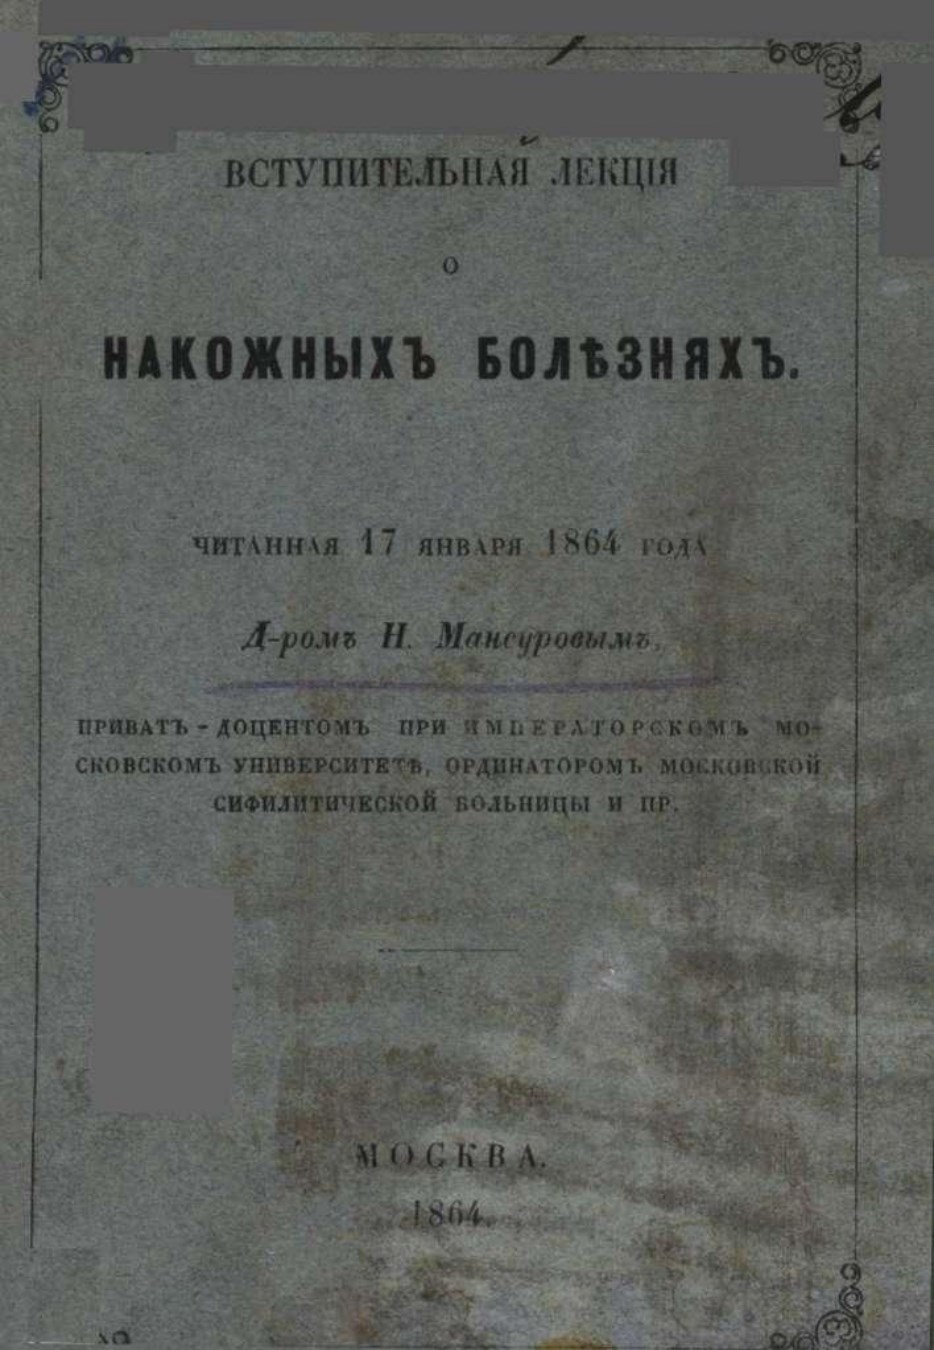 ВСТУПИТЕЛЬНАЯ ЛЕКЦІЯ
О
НАКОЖНЫХЪ БОЛѢЗНЯХЪ.
ЧИТАННАЯ 17 ЯНВАРЯ 1864 ГОДА
Д-ромъ Н. Мансуровымъ,
ПРИВАТЪ-ДОЦЕНТОМЪ ПРИ ИМПЕРАТОРСКОМЪ МО-
СКОВСКОМЪ УНИВЕРСИТЕТѢ, ОРДИНАТОРОМЪ МОСКОВСКОЙ
СИФИЛИТИЧЕСКОЙ БОЛЬНИЦЫ И ПР.
МОСКВА.
1864.